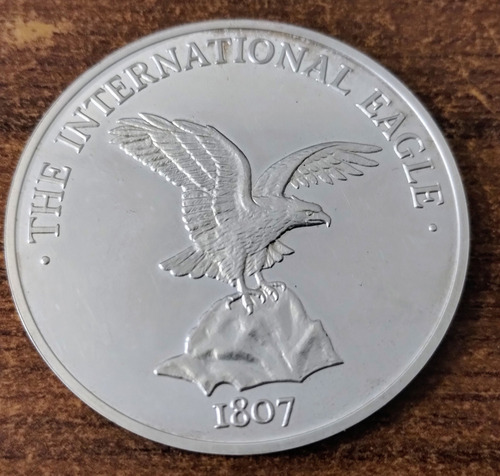 · THE INTERNATIONAL EAGLE ·
1807